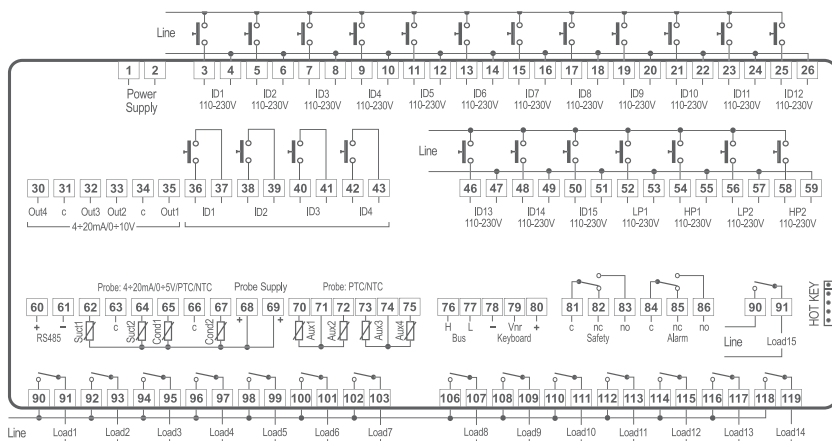 Line
1 2 3 4 5 6 7 8 9 10 11 12 13 14 15 16 17 18 19 20 21 22 23 24 25 26
Power Supply
ID1 110-230V
ID2 110-230V
ID3 110-230V
ID4 110-230V
ID5 110-230V
ID6 110-230V
ID7 110-230V
ID8 110-230V
ID9 110-230V
ID10 110-230V
ID11 110-230V
ID12 110-230V
Line
30 31 32 33 34 35 36 37 38 39 40 41 42 43
Out4 c Out3 Out2 c Out1 ID1 ID2 ID3 ID4
4÷20mA/0÷10V
46 47 48 49 50 51 52 53 54 55 56 57 58 59
ID13 110-230V
ID14 110-230V
ID15 110-230V
LP1 110-230V
HP1 110-230V
LP2 110-230V
HP2 110-230V
Probe: 4÷20mA/0÷5V/PTC/NTC
Probe Supply
Probe: PTC/NTC
60 61 62 63 64 65 66 67 68 69 70 71 72 73 74 75 76 77 78 79 80 81 82 83 84 85 86 90 91
HOT KEY
+ − Suct1 c Suct2 Cond1 c Cond2 + + Aux1 Aux2 Aux3 Aux4 H L − Vnr + c nc no c nc no
RS485 Bus Keyboard Safety Alarm
Line Load15
90 91 92 93 94 95 96 97 98 99 100 101 102 103 106 107 108 109 110 111 112 113 114 115 116 117 118 119
Line Load1 Load2 Load3 Load4 Load5 Load6 Load7 Load8 Load9 Load10 Load11 Load12 Load13 Load14